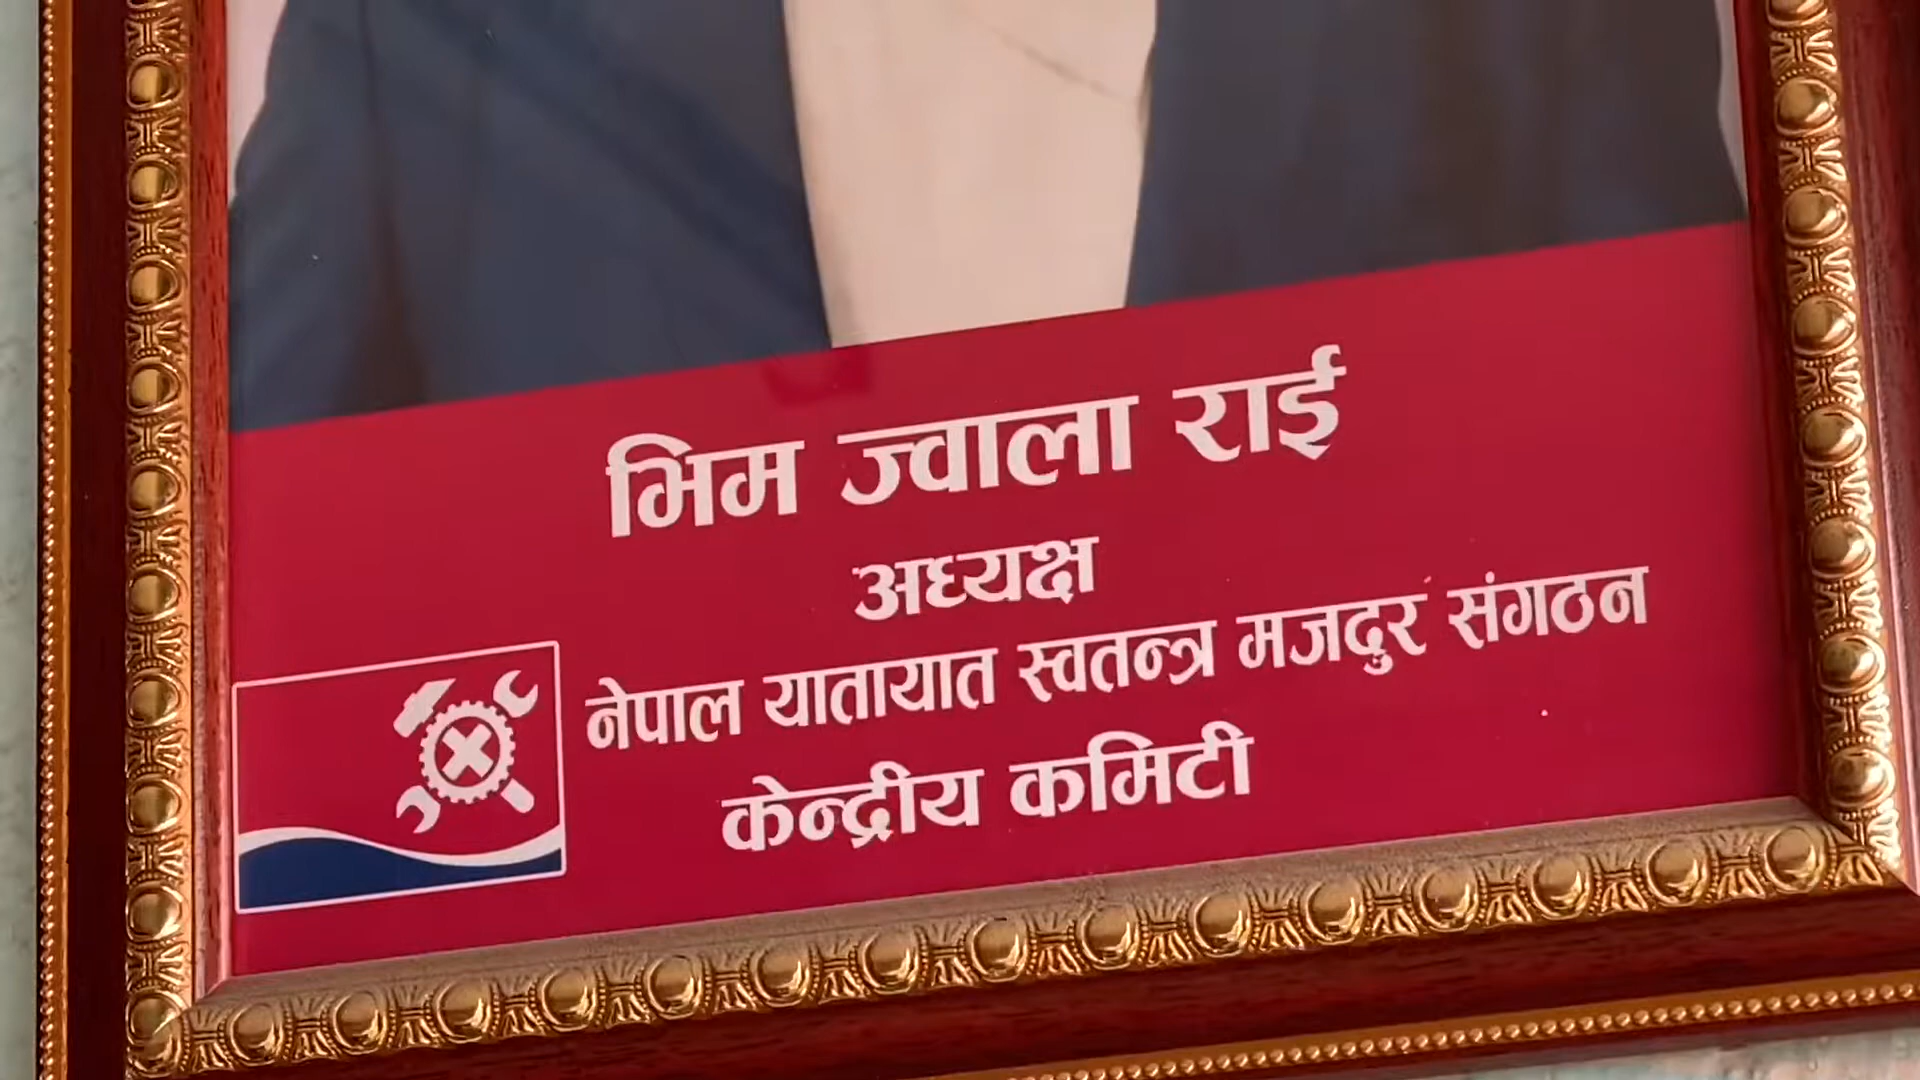 भिम ज्वाला राई
अध्यक्ष
नेपाल यातायात स्वतन्त्र मजदुर संगठन
केन्द्रीय कमिटी